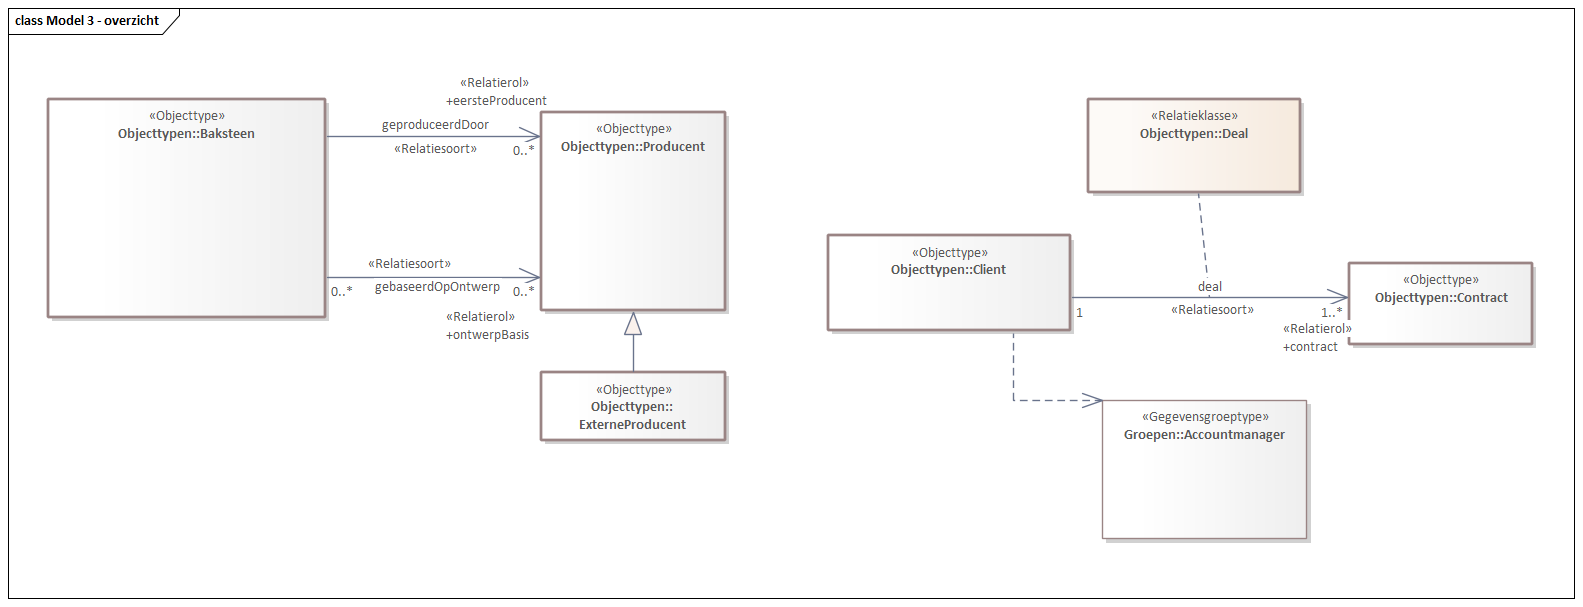 class Model 3 - overzicht
«Objecttype»
Objecttypen::Baksteen
«Relatierol»
+eersteProducent
geproduceerdDoor
«Relatiesoort»
0..*
«Objecttype»
Objecttypen::Producent
«Relatiesoort»
0..*
gebaseerdOpOntwerp
0..*
«Relatierol»
+ontwerpBasis
«Objecttype»
Objecttypen::
ExterneProducent
«Relatieklasse»
Objecttypen::Deal
«Objecttype»
Objecttypen::Client
deal
1
«Relatiesoort»
1..*
«Relatierol»
+contract
«Objecttype»
Objecttypen::Contract
«Gegevensgroeptype»
Groepen::Accountmanager